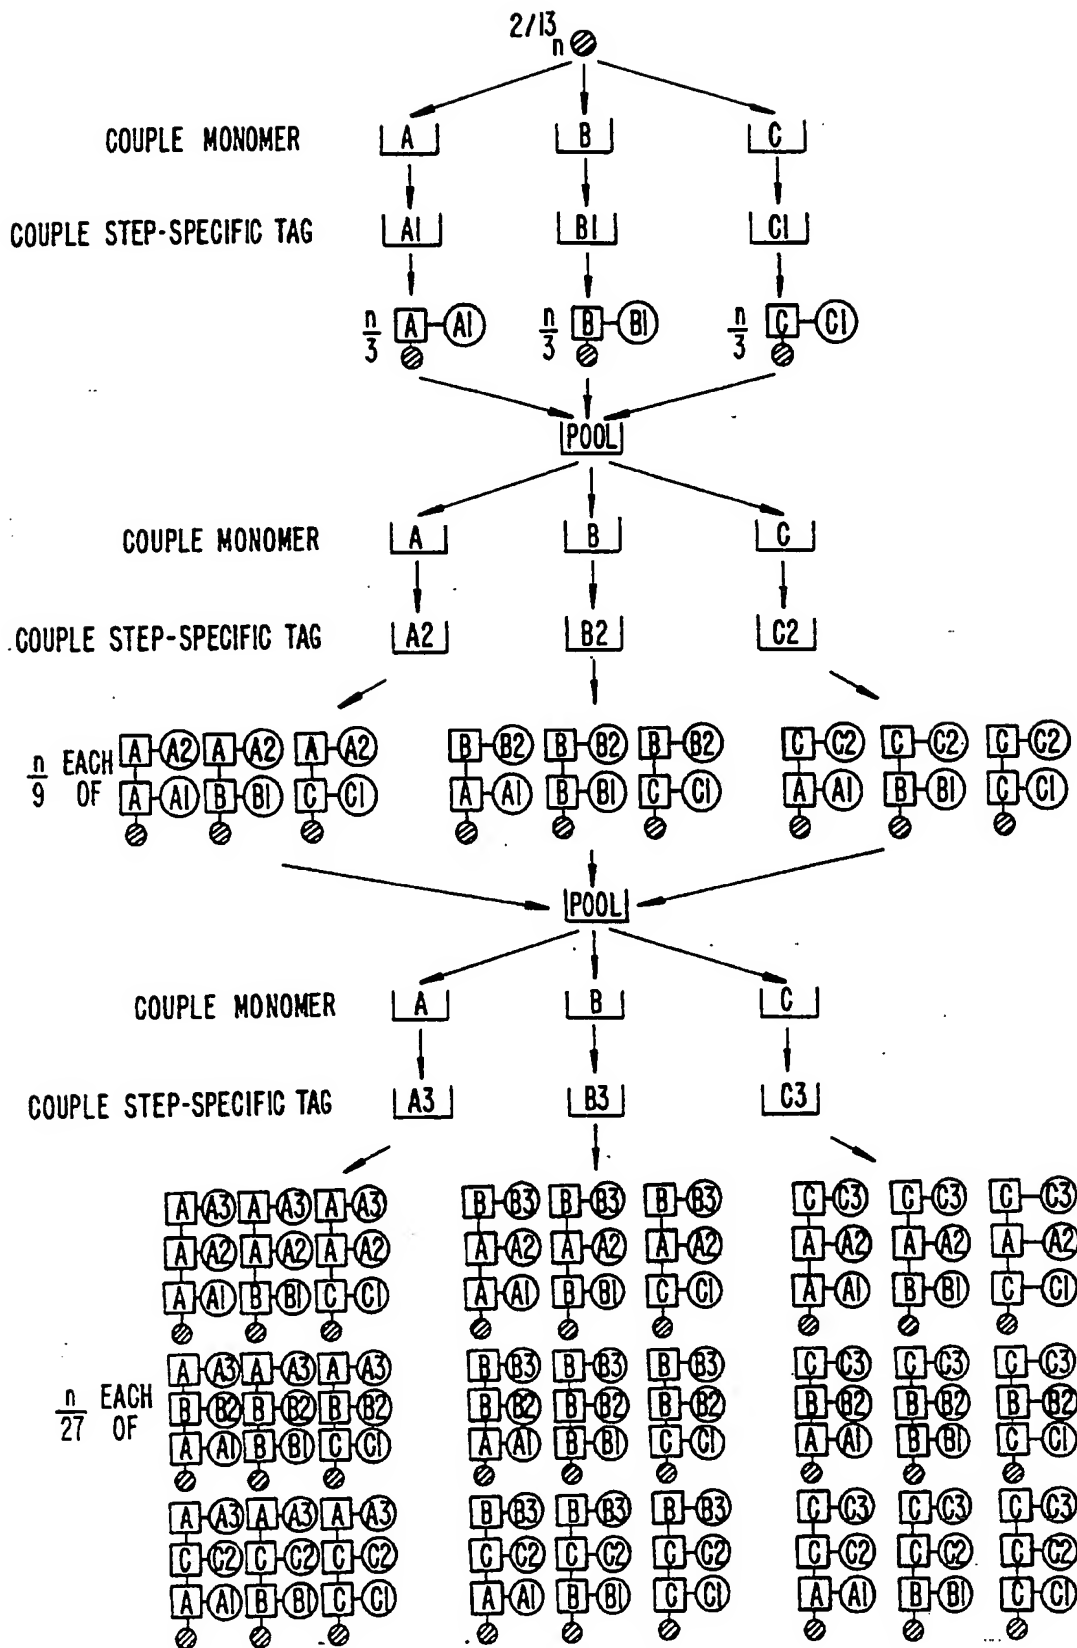 2/13
n
COUPLE MONOMER A B C
COUPLE STEP-SPECIFIC TAG A1 B1 C1
n/3 A A1 n/3 B B1 n/3 C C1
POOL
COUPLE MONOMER A B C
COUPLE STEP-SPECIFIC TAG A2 B2 C2
A A2 A A2 A A2 B B2 B B2 B B2 C C2 C C2 C C2
n/9 EACH OF
A A1 B B1 C C1 A A1 B B1 C C1 A A1 B B1 C C1
POOL
COUPLE MONOMER A B C
COUPLE STEP-SPECIFIC TAG A3 B3 C3
A A3 A A3 A A3 B B3 B B3 B B3 C C3 C C3 C C3
A A2 A A2 A A2 A A2 A A2 A A2 A A2 A A2 A A2
A A1 B B1 C C1 A A1 B B1 C C1 A A1 B B1 C C1
n/27 EACH OF
A A3 A A3 A A3 B B3 B B3 B B3 C C3 C C3 C C3
B B2 B B2 B B2 B B2 B B2 B B2 B B2 B B2 B B2
A A1 B B1 C C1 A A1 B B1 C C1 A A1 B B1 C C1
A A3 A A3 A A3 B B3 B B3 B B3 C C3 C C3 C C3
C C2 C C2 C C2 C C2 C C2 C C2 C C2 C C2 C C2
A A1 B B1 C C1 A A1 B B1 C C1 A A1 B B1 C C1